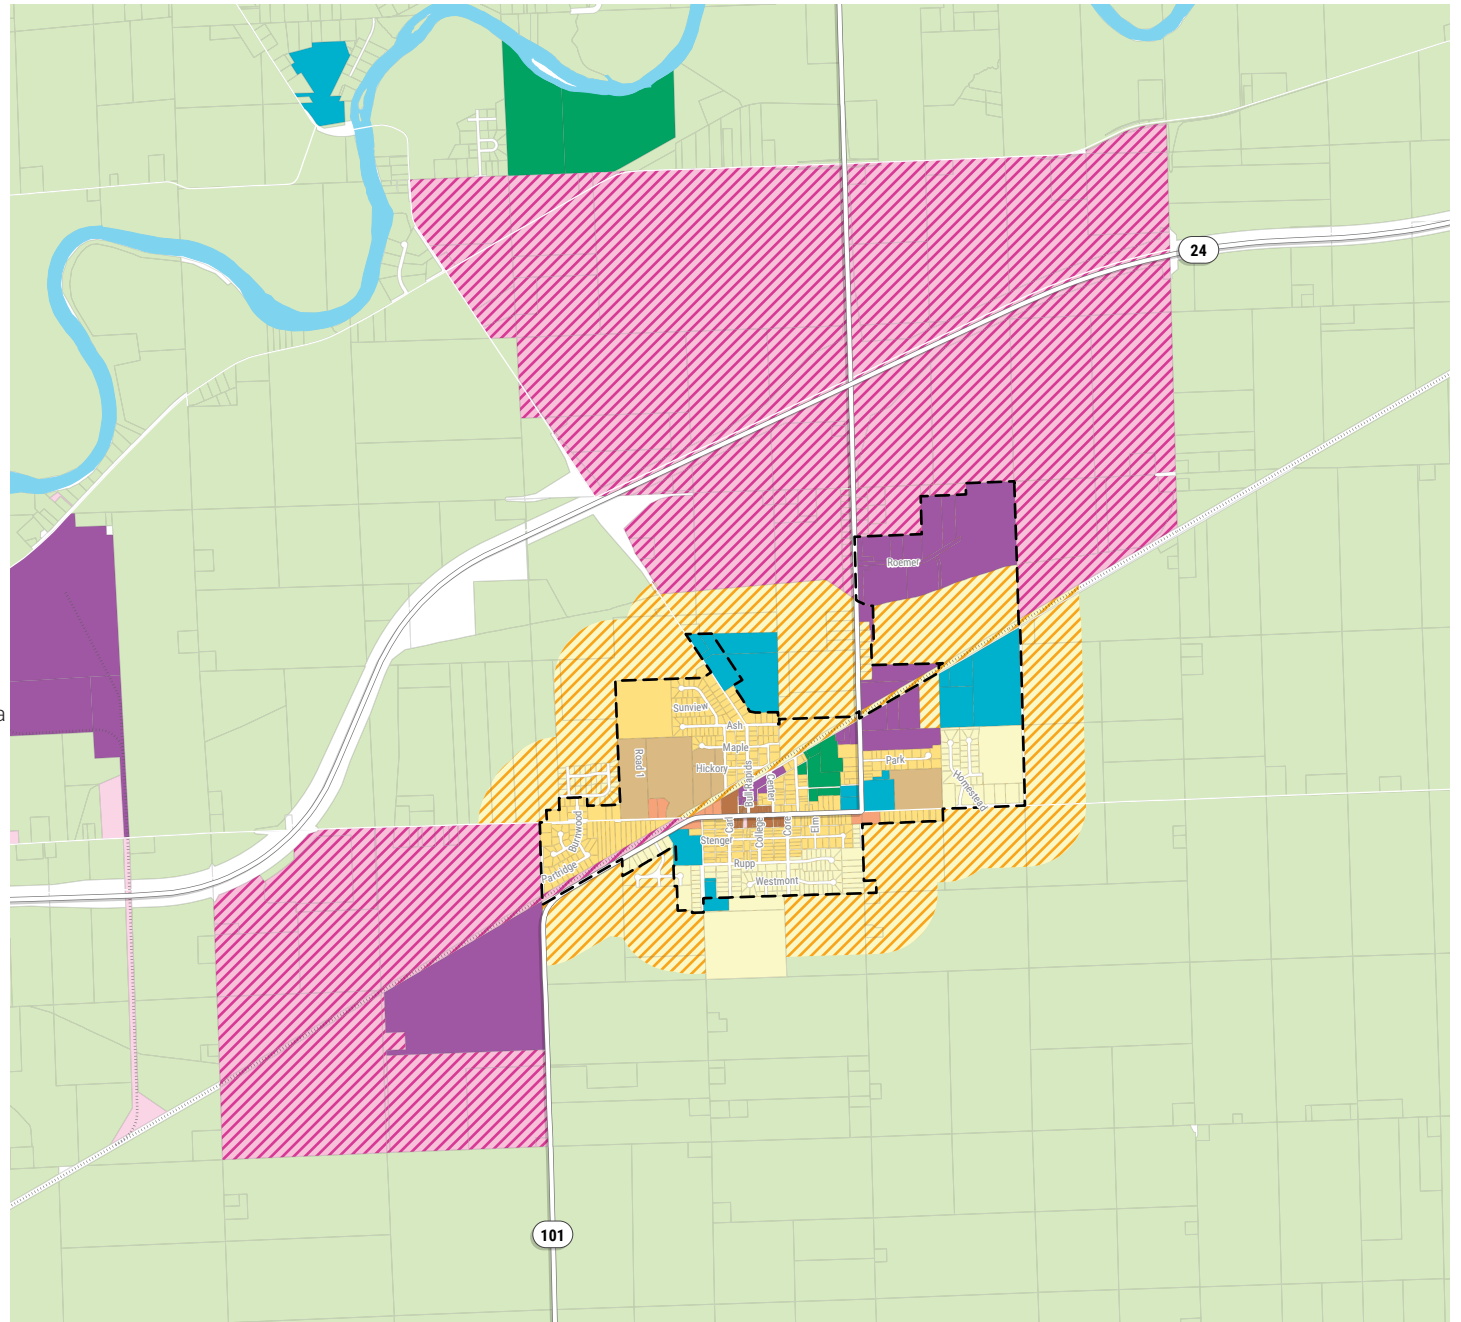 24
Roemer
a
Sunview
Ash
Maple
Road 1
Hickory
Bull Rapids
Center
Park
Homestead
Burnwood
Carl
College
Core
Elm
Stenger
Rupp
Partridge
Westmont
101